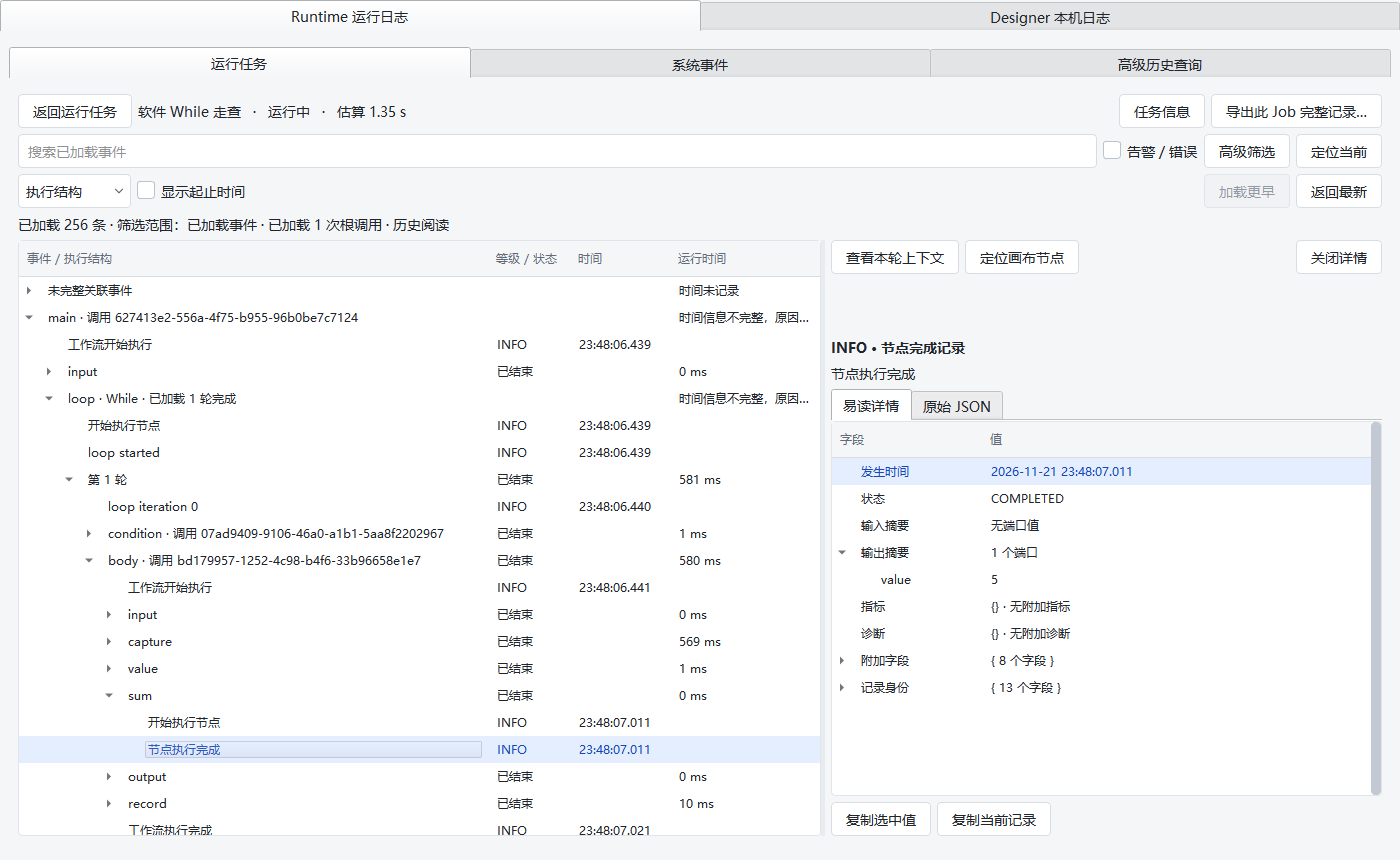 Runtime 运行日志 Designer 本机日志
运行任务 系统事件 高级历史查询
返回运行任务 软件 While 走查 · 运行中 · 估算 1.35 s 任务信息 导出此 Job 完整记录...
搜索已加载事件 告警 / 错误 高级筛选 定位当前
执行结构 显示起止时间 加载更早 返回最新
已加载 256 条 · 筛选范围：已加载事件 · 已加载 1 次根调用 · 历史阅读
事件 / 执行结构 等级 / 状态 时间 运行时间
未完整关联事件 时间未记录
main · 调用 627413e2-556a-4f75-b955-96b0be7c7124 时间信息不完整，原因...
工作流开始执行 INFO 23:48:06.439
input 已结束 0 ms
loop · While · 已加载 1 轮完成 时间信息不完整，原因...
开始执行节点 INFO 23:48:06.439
loop started INFO 23:48:06.439
第 1 轮 已结束 581 ms
loop iteration 0 INFO 23:48:06.440
condition · 调用 07ad9409-9106-46a0-a1b1-5aa8f2202967 已结束 1 ms
body · 调用 bd179957-1252-4c98-b4f6-33b96658e1e7 已结束 580 ms
工作流开始执行 INFO 23:48:06.441
input 已结束 0 ms
capture 已结束 569 ms
value 已结束 1 ms
sum 已结束 0 ms
开始执行节点 INFO 23:48:07.011
节点执行完成 INFO 23:48:07.011
output 已结束 0 ms
record 已结束 10 ms
工作流执行完成 INFO 23:48:07.021
查看本轮上下文 定位画布节点 关闭详情
INFO • 节点完成记录
节点执行完成
易读详情 原始 JSON
字段 值
发生时间 2026-11-21 23:48:07.011
状态 COMPLETED
输入摘要 无端口值
输出摘要 1 个端口
value 5
指标 {} · 无附加指标
诊断 {} · 无附加诊断
附加字段 { 8 个字段 }
记录身份 { 13 个字段 }
复制选中值 复制当前记录